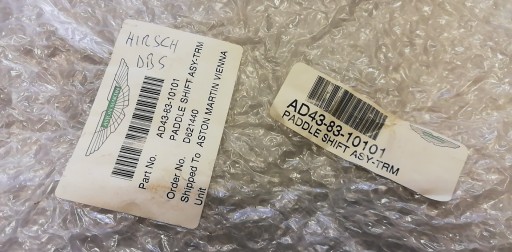 HIRSCH
DBS
Part No. AD43-83-10101
PADDLE SHIFT ASY-TRM
Order No. D621440
Shipped To ASTON MARTIN VIENNA
Unit
AD43-83-10101
PADDLE SHIFT ASY-TRM